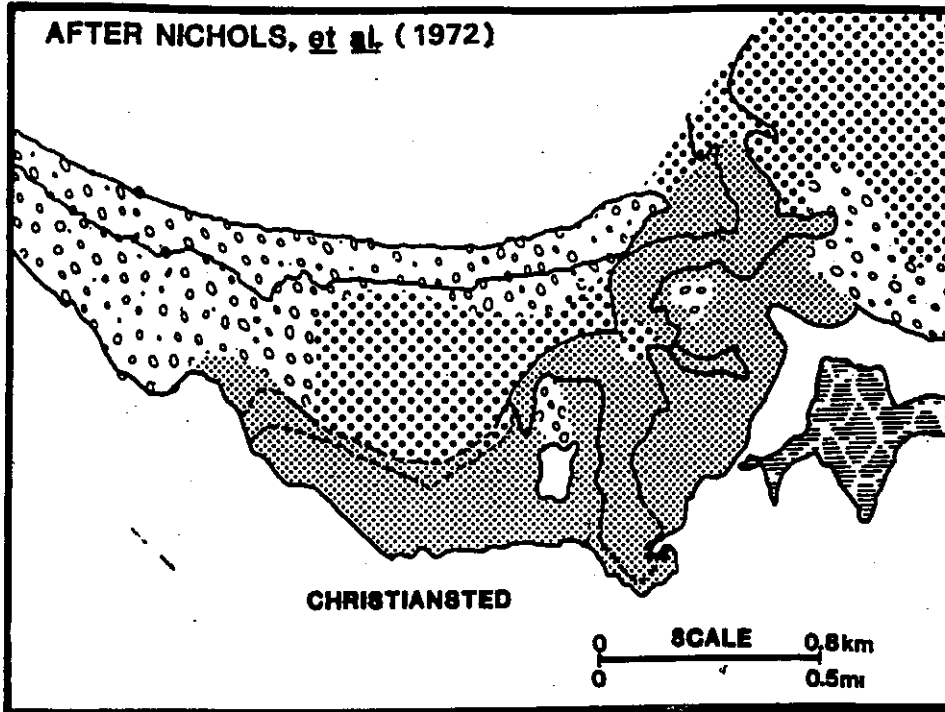 AFTER NICHOLS, et al. (1972)
CHRISTIANSTED
0 SCALE 0.8km
0 0.5mi